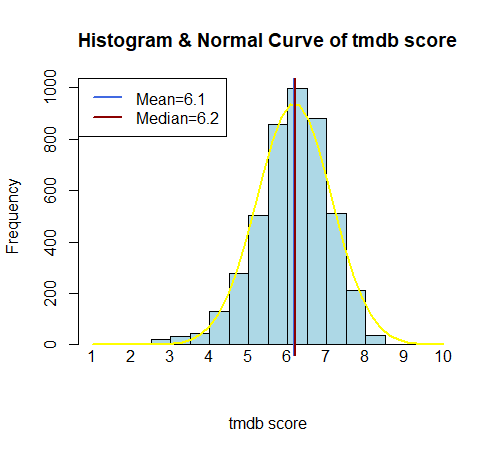 Histogram & Normal Curve of tmdb score
Mean=6.1
Median=6.2
Frequency
1000
800
600
400
200
0
1 2 3 4 5 6 7 8 9 10
tmdb score